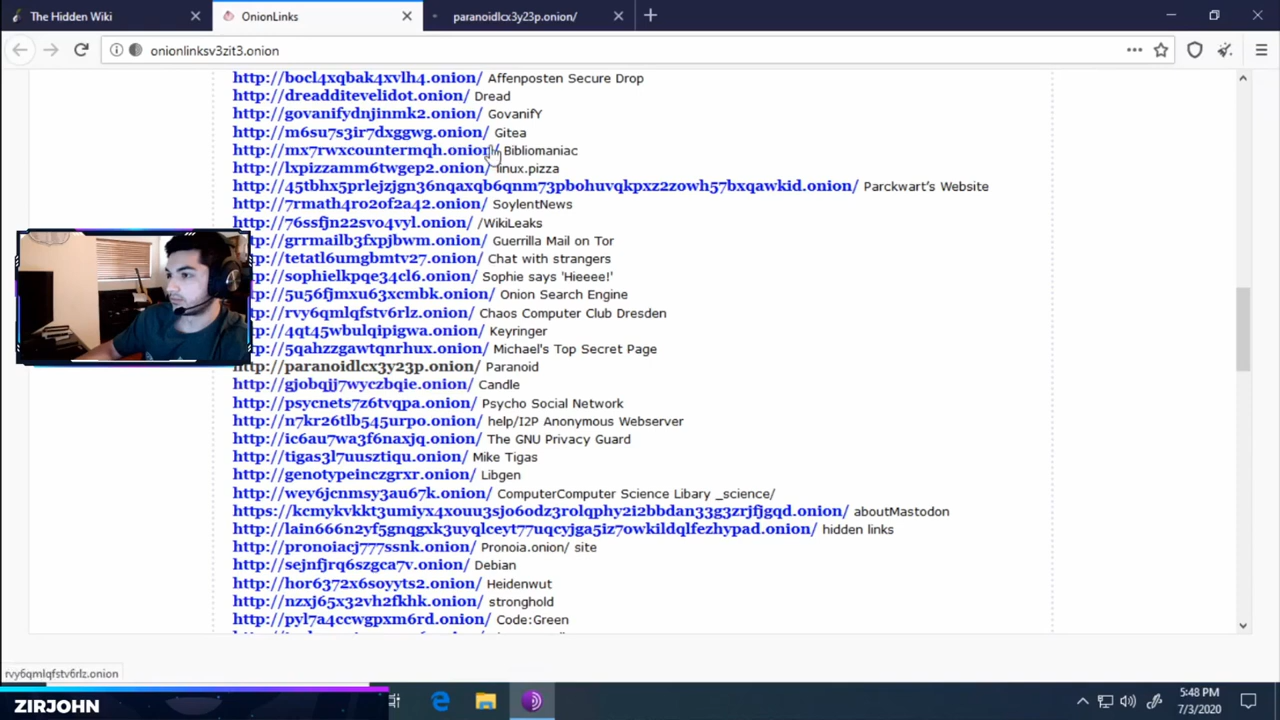 The Hidden Wiki
OnionLinks
paranoidlcx3y23p.onion/
onionlinksv3zit3.onion
http://bocl4xqbak4xvlh4.onion/ Affenposten Secure Drop
http://dreadditevelidot.onion/ Dread
http://govanifydnjinmk2.onion/ GovanifY
http://m6su7s3ir7dxggwg.onion/ Gitea
http://mx7rwxcountermqh.onion/ Bibliomaniac
http://lxpizzamm6twgep2.onion/ linux.pizza
http://45tbhx5prlejzjgn36nqaxqb6qnm73pbohuvqkpxz2zowh57bxqawkid.onion/ Parckwart's Website
http://7rmath4ro2of2a42.onion/ SoylentNews
http://76ssfjn22svo4vyl.onion/ /WikiLeaks
http://grrmailb3fxpjbwm.onion/ Guerrilla Mail on Tor
http://tetatl6umgbmtv27.onion/ Chat with strangers
http://sophielkpqe34cl6.onion/ Sophie says 'Hieeee!'
http://5u56fjmxu63xcmbk.onion/ Onion Search Engine
http://rvy6qmlqfstv6rlz.onion/ Chaos Computer Club Dresden
http://4qt45wbulqipigwa.onion/ Keyringer
http://5qahzzgawtqnrhux.onion/ Michael's Top Secret Page
http://paranoidlcx3y23p.onion/ Paranoid
http://gjobqjj7wyczbqie.onion/ Candle
http://psycnets7z6tvqpa.onion/ Psycho Social Network
http://n7kr26tlb545urpo.onion/ help/I2P Anonymous Webserver
http://ic6au7wa3f6naxjq.onion/ The GNU Privacy Guard
http://tigas3l7uusztiqu.onion/ Mike Tigas
http://genotypeinczgrxr.onion/ Libgen
http://wey6jcnmsy3au67k.onion/ ComputerComputer Science Libary _science/
https://kcmykvkkt3umiyx4xouu3sjo6odz3rolqphy2i2bbdan33g3zrjfjgqd.onion/ aboutMastodon
http://lain666n2yf5gnqgxk3uyqlceyt77uqcyjga5iz7owkildqlfezhypad.onion/ hidden links
http://pronoiacj777ssnk.onion/ Pronoia.onion/ site
http://sejnfjrq6szgca7v.onion/ Debian
http://hor6372x6soyyts2.onion/ Heidenwut
http://nzxj65x32vh2fkhk.onion/ stronghold
http://pyl7a4ccwgpxm6rd.onion/ Code:Green
rvy6qmlqfstv6rlz.onion
ZIRJOHN
5:48 PM
7/3/2020